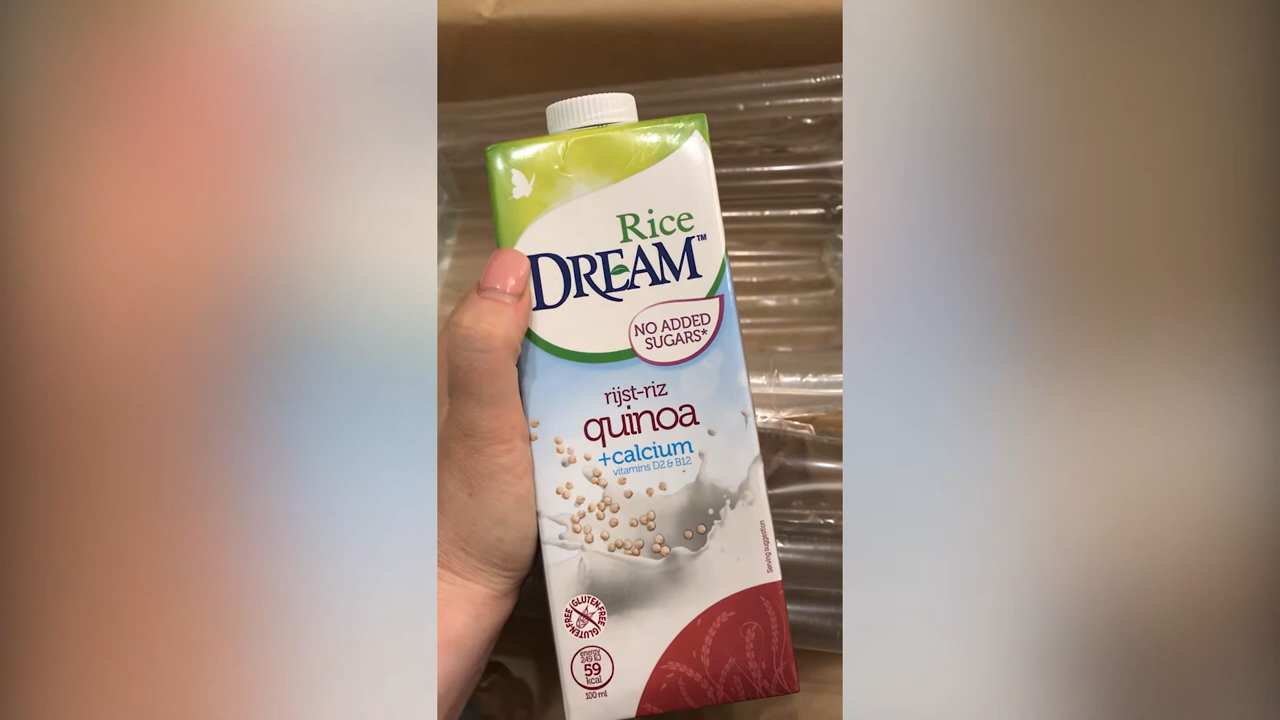 Rice
DREAM™
NO ADDED
SUGARS*
rijst-riz
quinoa
+calcium
vitamins D2 & B12
Serving suggestion
GLUTEN-FREE
GLUTEN-FREE
energy
249 KJ
59
kcal
100 ml